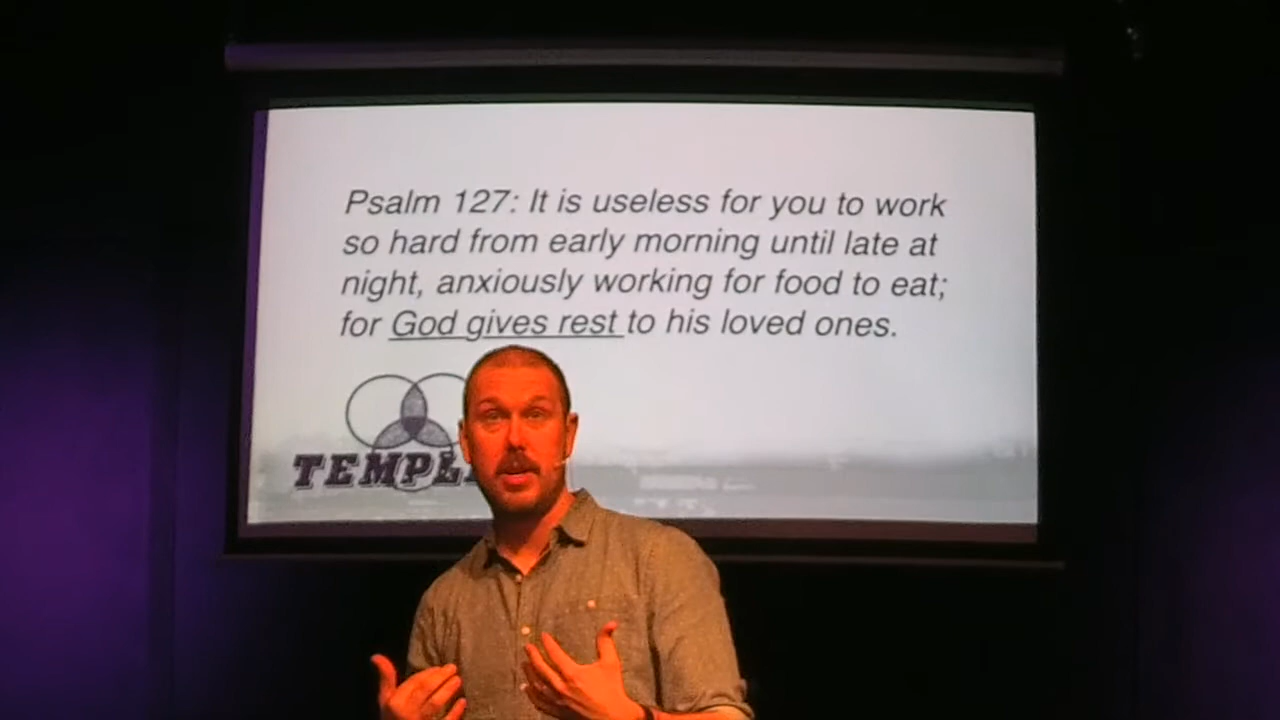 Psalm 127: It is useless for you to work
so hard from early morning until late at
night, anxiously working for food to eat;
for God gives rest to his loved ones.
TEMPL